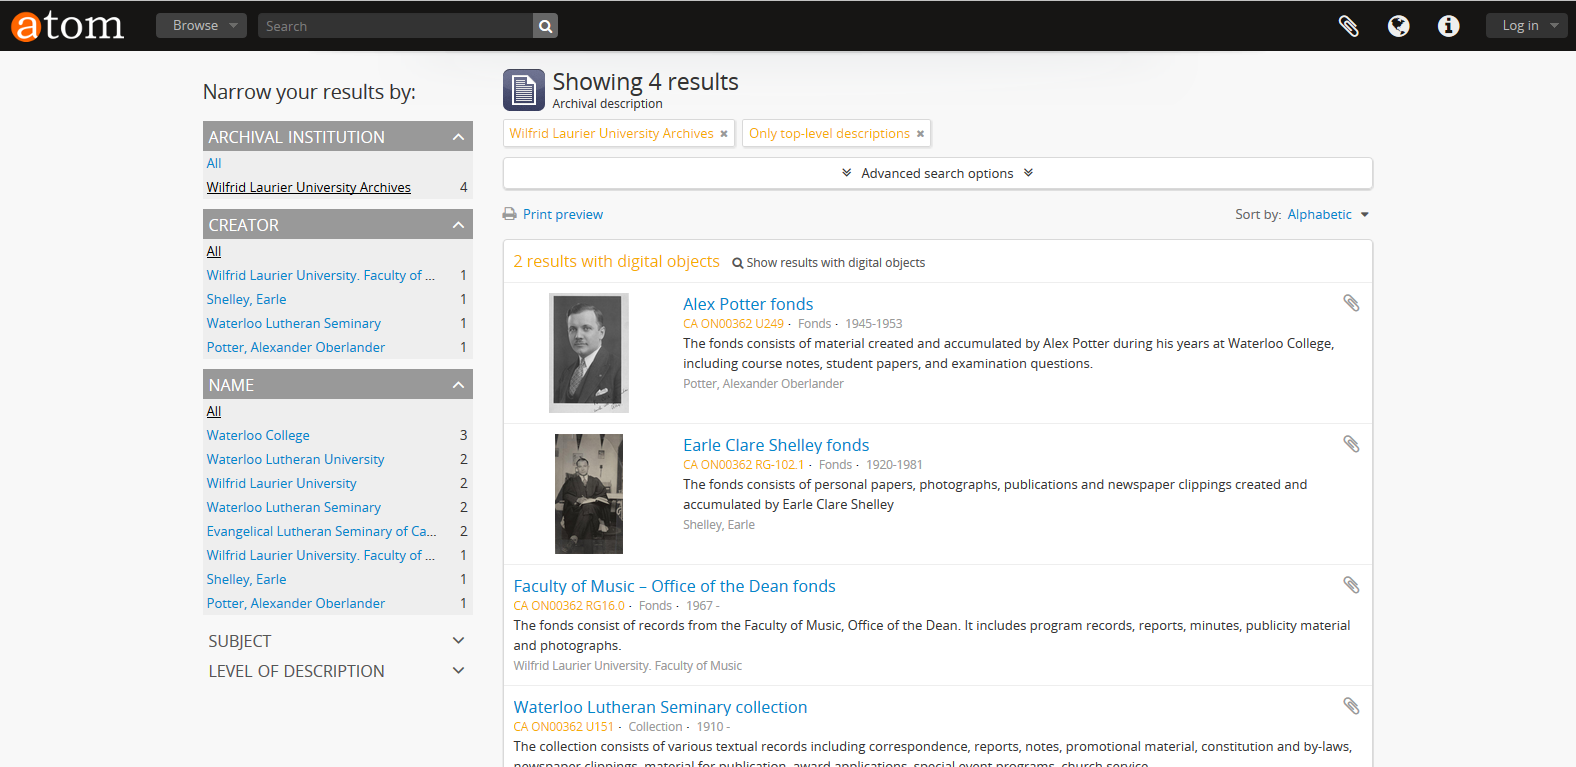 atom
Browse
Search
Log in
Narrow your results by:
ARCHIVAL INSTITUTION
All
Wilfrid Laurier University Archives 4
CREATOR
All
Wilfrid Laurier University. Faculty of ... 1
Shelley, Earle 1
Waterloo Lutheran Seminary 1
Potter, Alexander Oberlander 1
NAME
All
Waterloo College 3
Waterloo Lutheran University 2
Wilfrid Laurier University 2
Waterloo Lutheran Seminary 2
Evangelical Lutheran Seminary of Ca... 2
Wilfrid Laurier University. Faculty of ... 1
Shelley, Earle 1
Potter, Alexander Oberlander 1
SUBJECT
LEVEL OF DESCRIPTION
Showing 4 results
Archival description
Wilfrid Laurier University Archives
Only top-level descriptions
Advanced search options
Print preview
Sort by: Alphabetic
2 results with digital objects
Show results with digital objects
Alex Potter fonds
CA ON00362 U249 · Fonds · 1945-1953
The fonds consists of material created and accumulated by Alex Potter during his years at Waterloo College,
including course notes, student papers, and examination questions.
Potter, Alexander Oberlander
Earle Clare Shelley fonds
CA ON00362 RG-102.1 · Fonds · 1920-1981
The fonds consists of personal papers, photographs, publications and newspaper clippings created and
accumulated by Earle Clare Shelley
Shelley, Earle
Faculty of Music – Office of the Dean fonds
CA ON00362 RG16.0 · Fonds · 1967 -
The fonds consist of records from the Faculty of Music, Office of the Dean. It includes program records, reports, minutes, publicity material
and photographs.
Wilfrid Laurier University. Faculty of Music
Waterloo Lutheran Seminary collection
CA ON00362 U151 · Collection · 1910 -
The collection consists of various textual records including correspondence, reports, notes, promotional material, constitution and by-laws,
newspaper clippings, material for publication, award applications, special event programs, church service